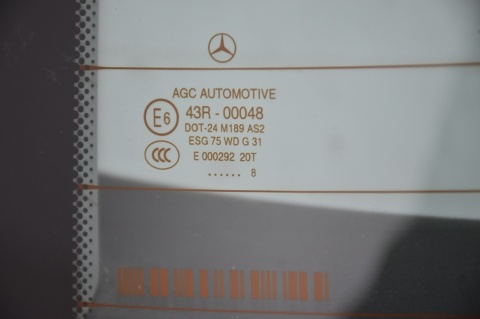 AGC AUTOMOTIVE
E6 43R - 00048
DOT-24 M189 AS2
ESG 75 WD G 31
CCC E 000292 20T
...... 8